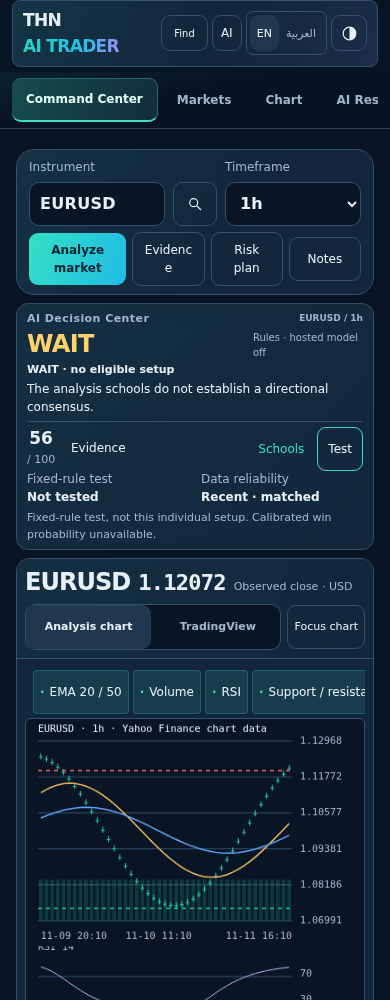 THN
AI TRADER
Find
AI
EN
العربية
Command Center
Markets
Chart
AI Res
Instrument
Timeframe
EURUSD
1h
Analyze
market
Evidenc
e
Risk
plan
Notes
AI Decision Center
EURUSD / 1h
WAIT
Rules · hosted model
off
WAIT · no eligible setup
The analysis schools do not establish a directional
consensus.
56
/ 100
Evidence
Schools
Test
Fixed-rule test
Data reliability
Not tested
Recent · matched
Fixed-rule test, not this individual setup. Calibrated win
probability unavailable.
EURUSD 1.12072 Observed close · USD
Analysis chart
TradingView
Focus chart
· EMA 20 / 50
· Volume
· RSI
· Support / resista
EURUSD · 1h · Yahoo Finance chart data
1.12968
1.11772
1.10577
1.09381
1.08186
1.06991
11-09 20:10
11-10 11:10
11-11 16:10
RSI 14
70
30